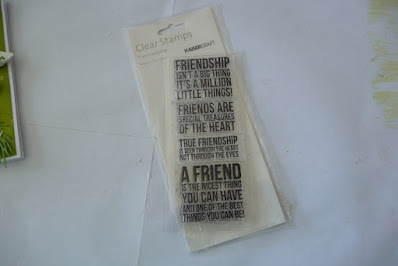 Clear Stamps
KAISERCRAFT
FRIENDSHIP
ISN'T A BIG THING
IT'S A MILLION
LITTLE THINGS!
FRIENDS ARE
SPECIAL TREASURES
OF THE HEART
TRUE FRIENDSHIP
IS SEEN THROUGH THE HEART
NOT THROUGH THE EYES
A FRIEND
IS THE NICEST THING
YOU CAN HAVE
AND ONE OF THE BEST
THINGS YOU CAN BE!